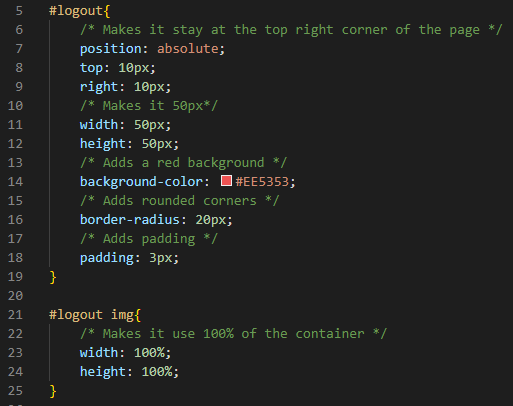 5 #logout{
6 /* Makes it stay at the top right corner of the page */
7 position: absolute;
8 top: 10px;
9 right: 10px;
10 /* Makes it 50px*/
11 width: 50px;
12 height: 50px;
13 /* Adds a red background */
14 background-color: #EE5353;
15 /* Adds rounded corners */
16 border-radius: 20px;
17 /* Adds padding */
18 padding: 3px;
19 }
20
21 #logout img{
22 /* Makes it use 100% of the container */
23 width: 100%;
24 height: 100%;
25 }